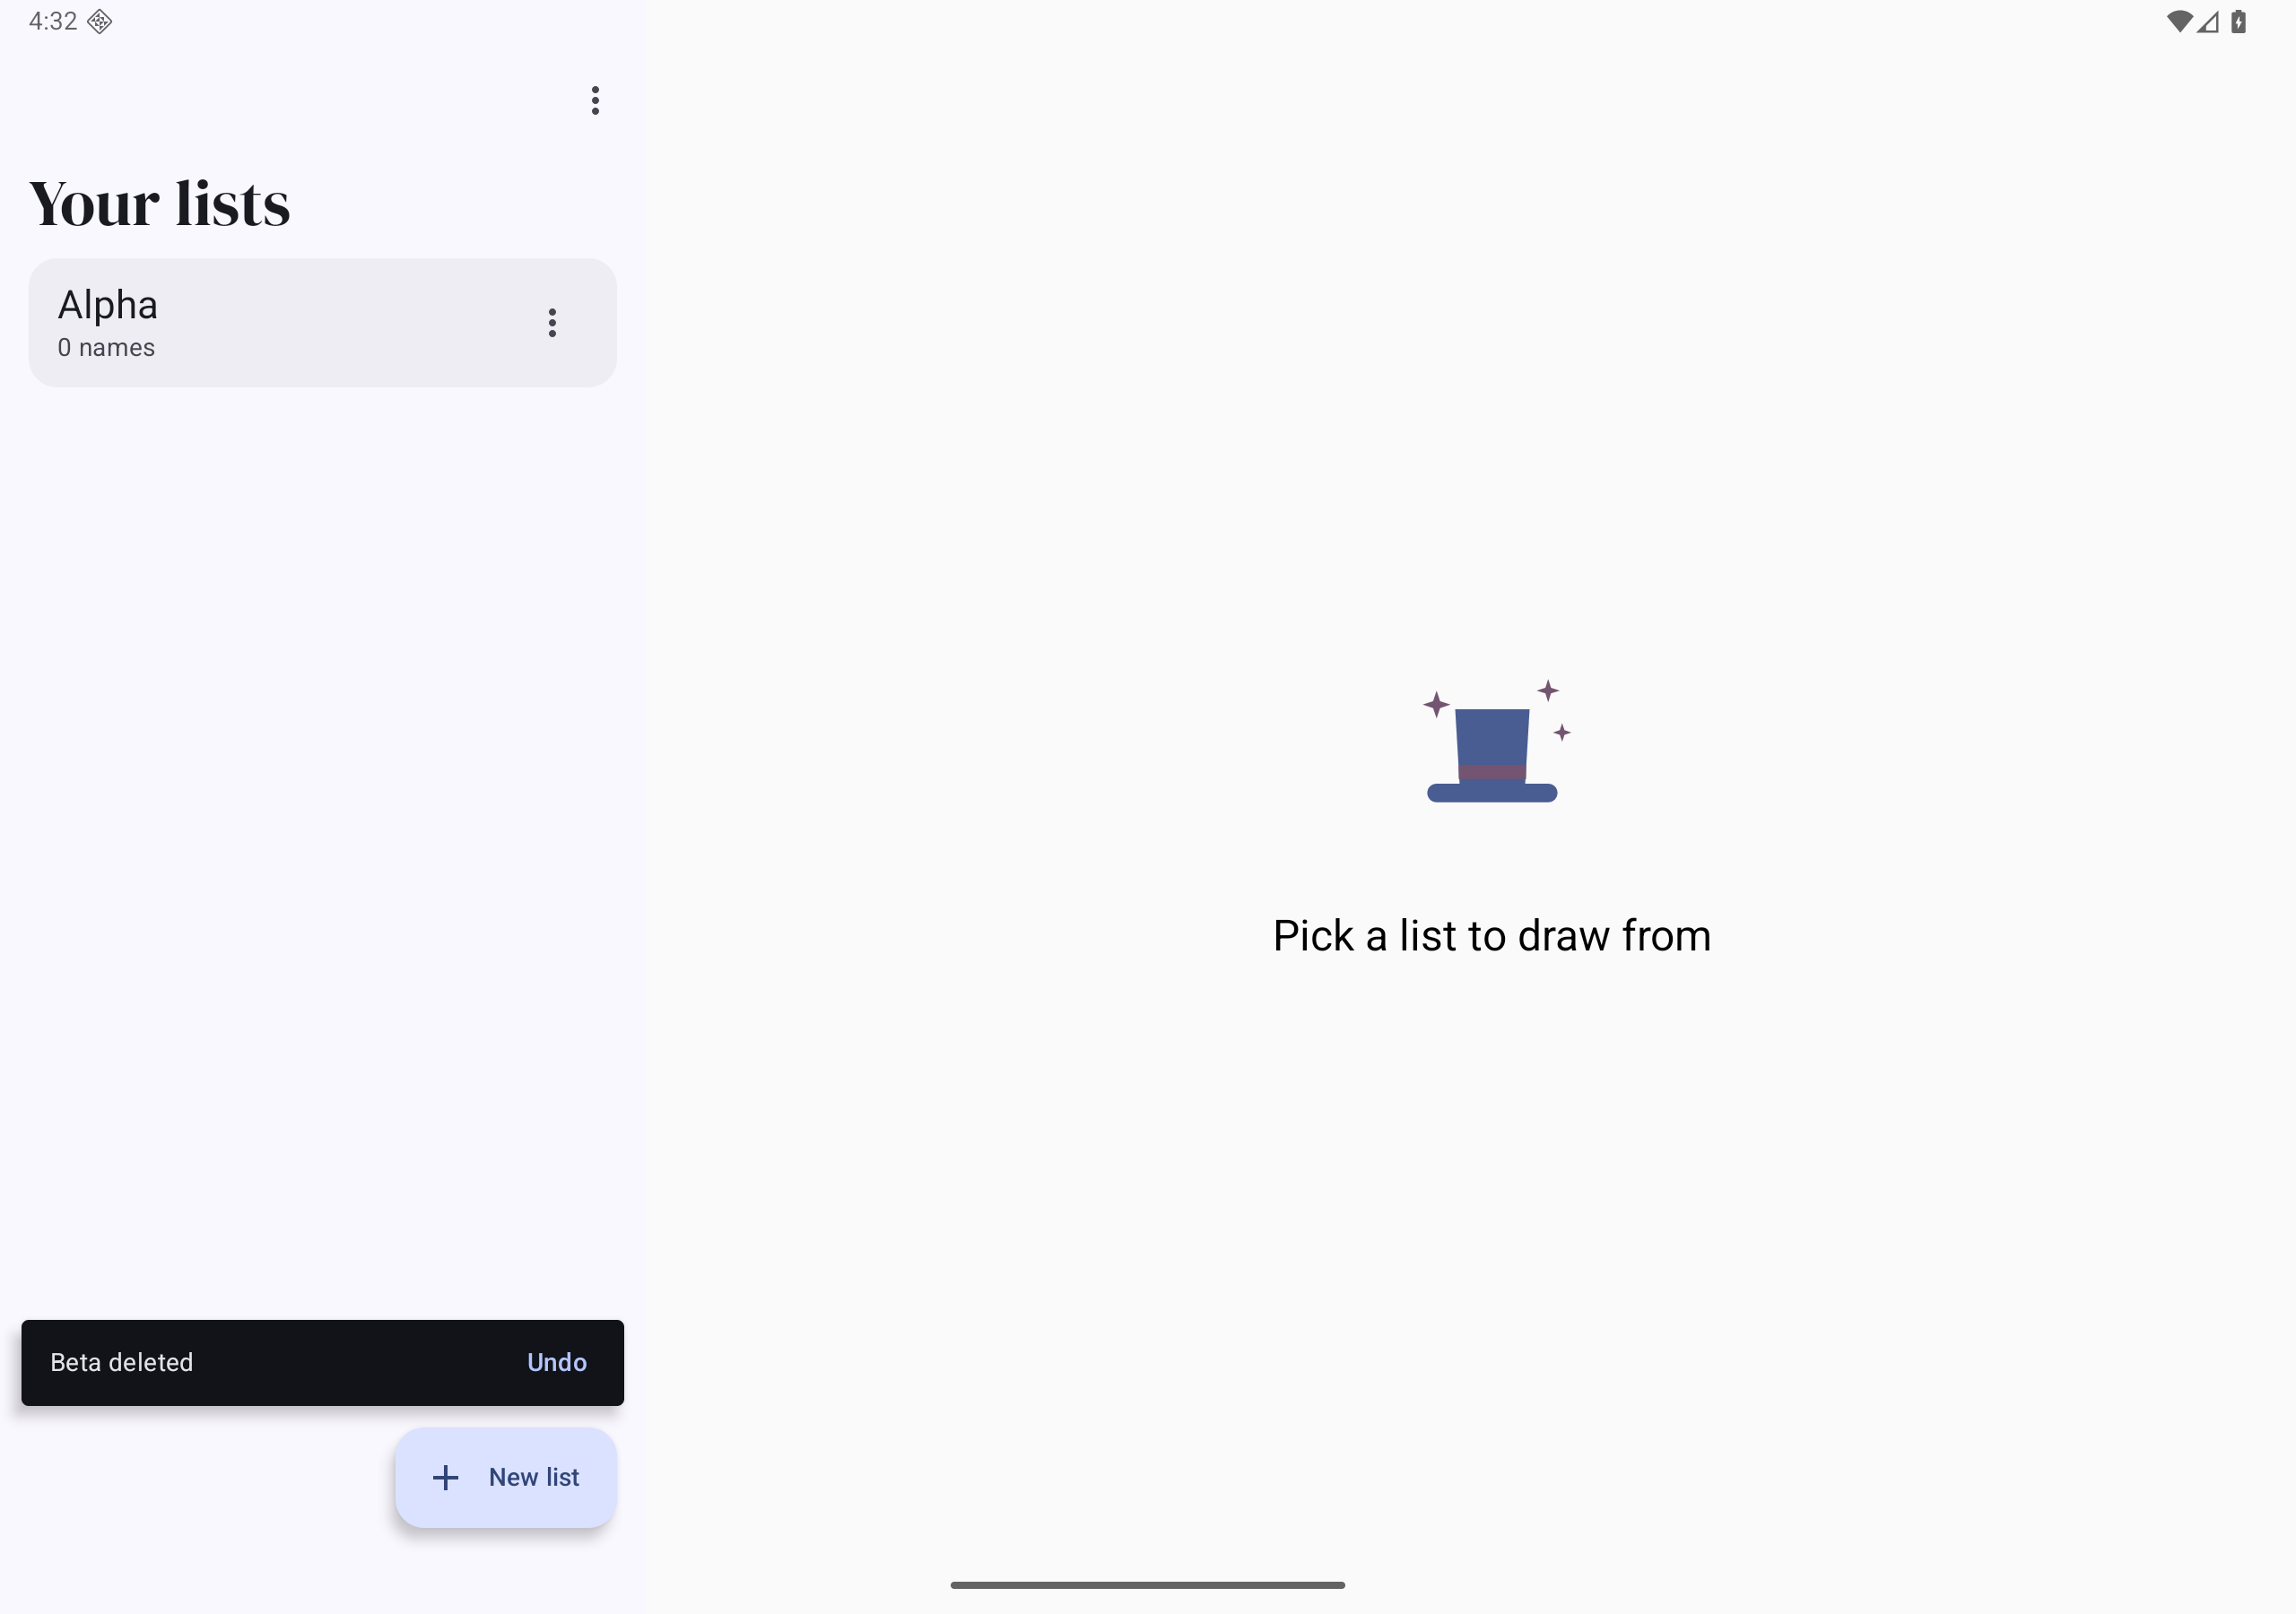 4:32
Your lists
Alpha
0 names
Pick a list to draw from
Beta deleted
Undo
New list